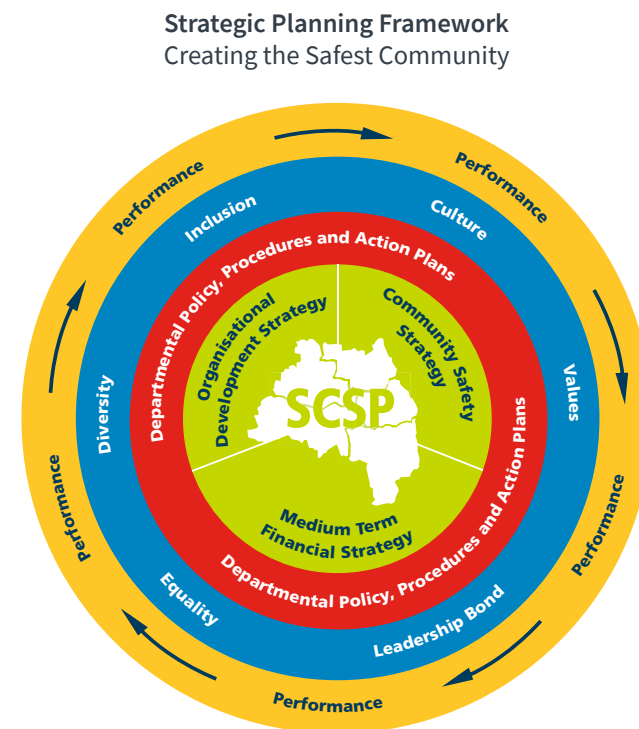 Strategic Planning Framework
Creating the Safest Community
Performance
Performance
Performance
Performance
Performance
Inclusion
Culture
Values
Leadership Bond
Equality
Diversity
Departmental Policy, Procedures and Action Plans
Departmental Policy, Procedures and Action Plans
Organisational
Development Strategy
Community Safety
Strategy
SCSP
Medium Term
Financial Strategy